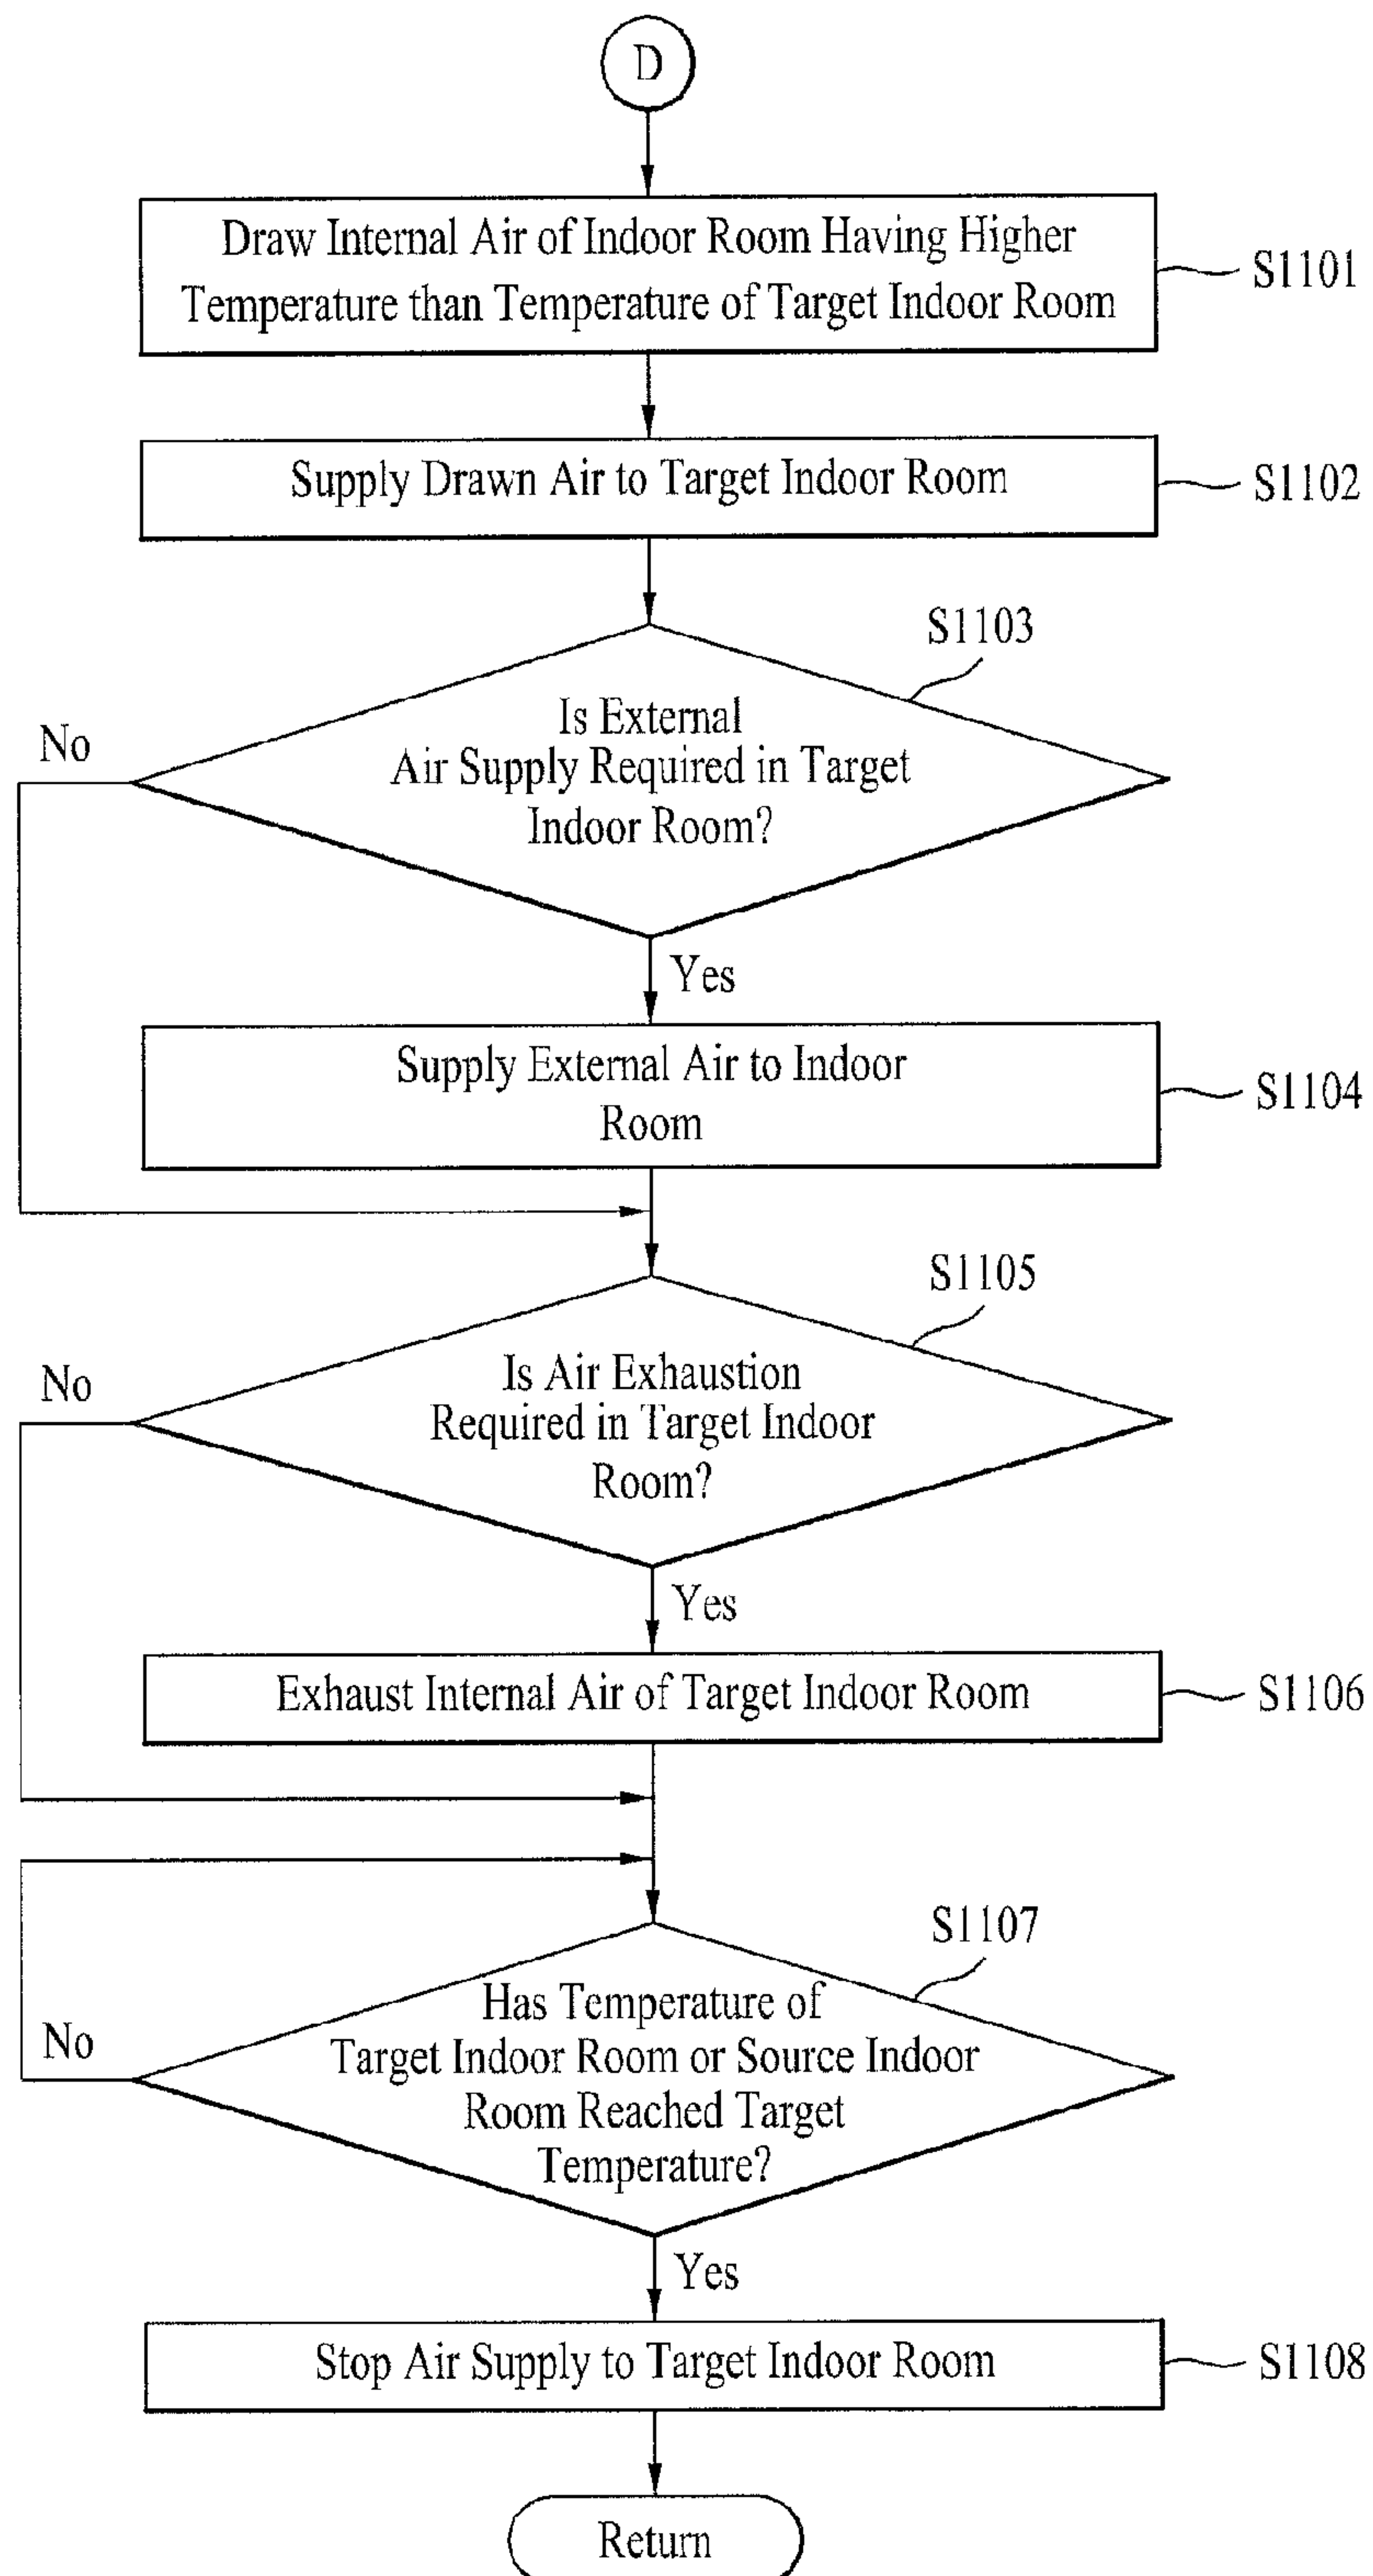 D
Draw Internal Air of Indoor Room Having Higher
Temperature than Temperature of Target Indoor Room
S1101
Supply Drawn Air to Target Indoor Room
S1102
S1103
Is External
Air Supply Required in Target
Indoor Room?
No
Yes
Supply External Air to Indoor
Room
S1104
S1105
Is Air Exhaustion
Required in Target Indoor
Room?
No
Yes
Exhaust Internal Air of Target Indoor Room
S1106
S1107
Has Temperature of
Target Indoor Room or Source Indoor
Room Reached Target
Temperature?
No
Yes
Stop Air Supply to Target Indoor Room
S1108
Return